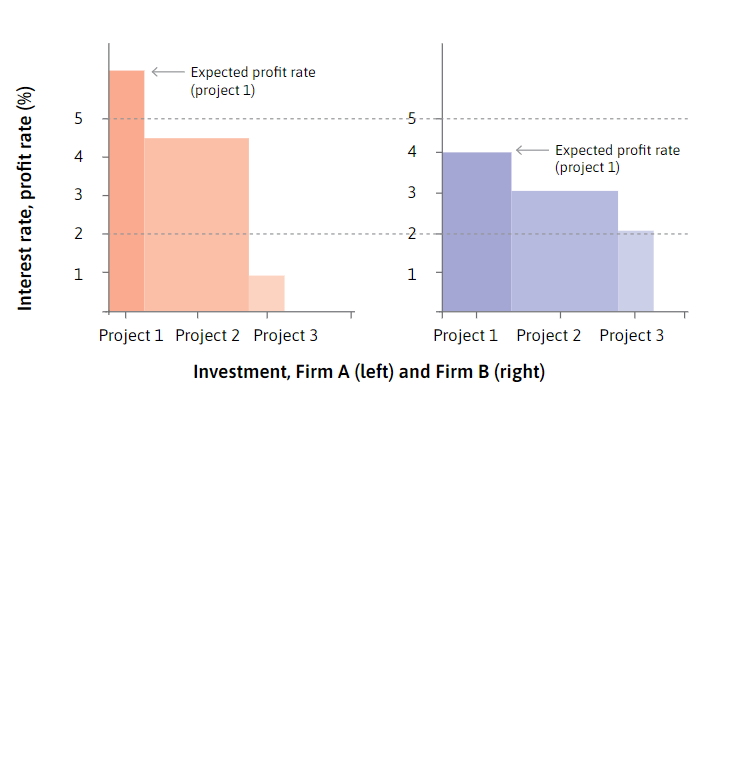 Interest rate, profit rate (%)
Expected profit rate
(project 1)
5
4
3
2
1
Project 1 Project 2 Project 3
Expected profit rate
(project 1)
5
4
3
2
1
Project 1 Project 2 Project 3
Investment, Firm A (left) and Firm B (right)